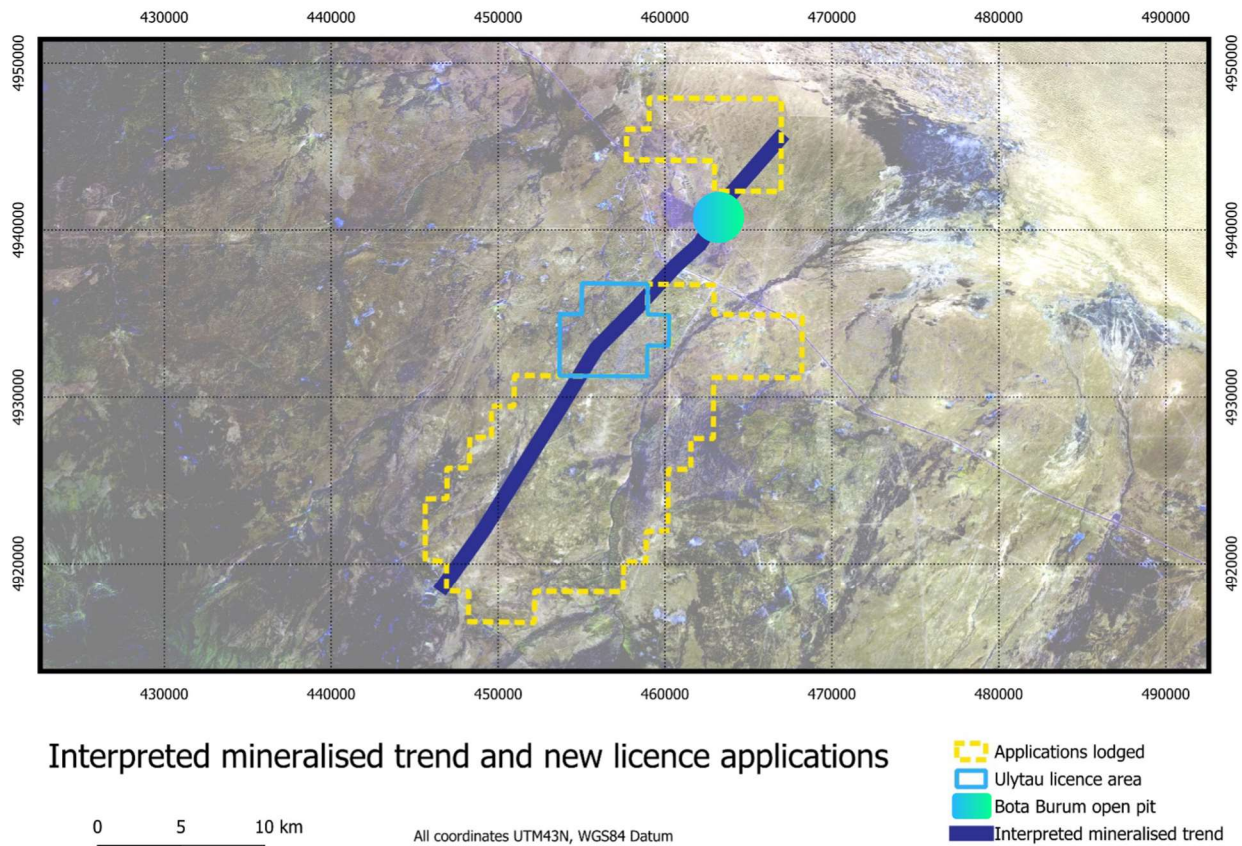 430000 440000 450000 460000 470000 480000 490000
4950000 4950000
4940000 4940000
4930000 4930000
4920000 4920000
430000 440000 450000 460000 470000 480000 490000
Interpreted mineralised trend and new licence applications
Applications lodged
Ulytau licence area
Bota Burum open pit
Interpreted mineralised trend
0 5 10 km
All coordinates UTM43N, WGS84 Datum